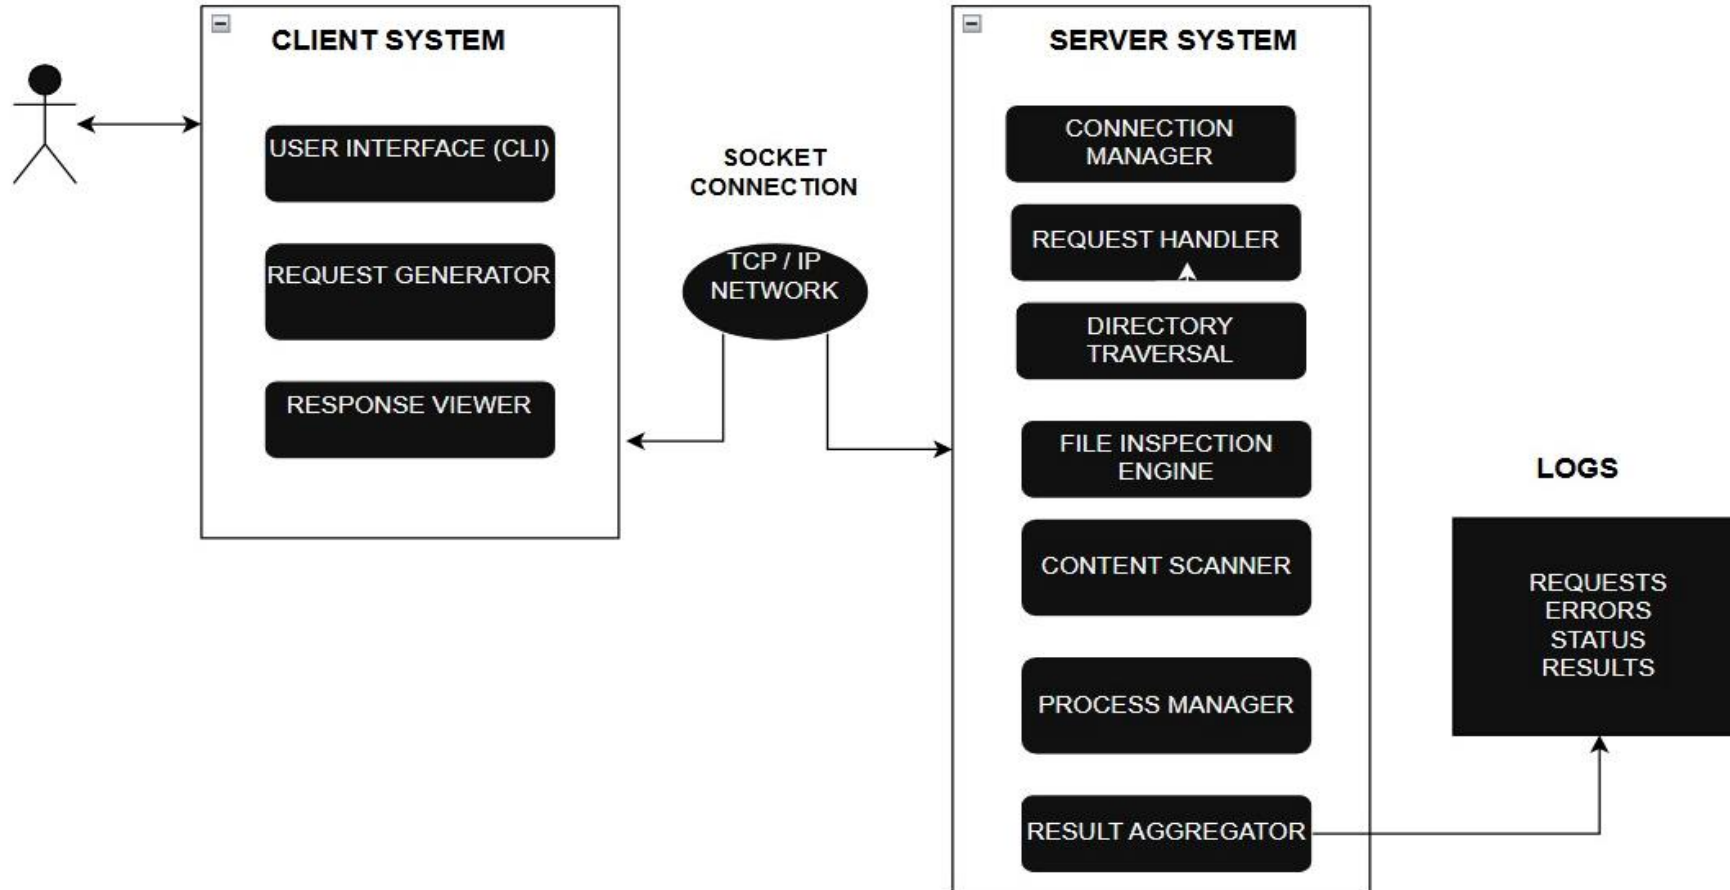 CLIENT SYSTEM
USER INTERFACE (CLI)
REQUEST GENERATOR
RESPONSE VIEWER
SOCKET
CONNECTION
TCP / IP
NETWORK
SERVER SYSTEM
CONNECTION
MANAGER
REQUEST HANDLER
DIRECTORY
TRAVERSAL
FILE INSPECTION
ENGINE
CONTENT SCANNER
PROCESS MANAGER
RESULT AGGREGATOR
LOGS
REQUESTS
ERRORS
STATUS
RESULTS